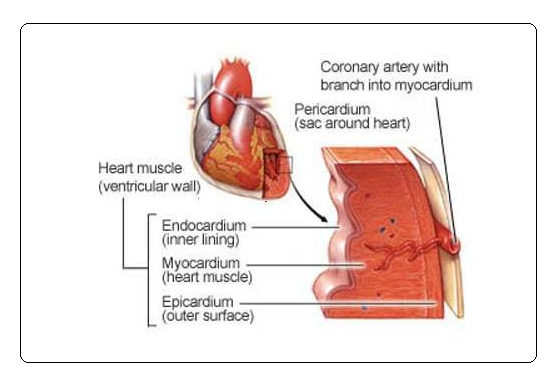 Coronary artery with
branch into myocardium
Pericardium
(sac around heart)
Heart muscle
(ventricular wall)
Endocardium
(inner lining)
Myocardium
(heart muscle)
Epicardium
(outer surface)